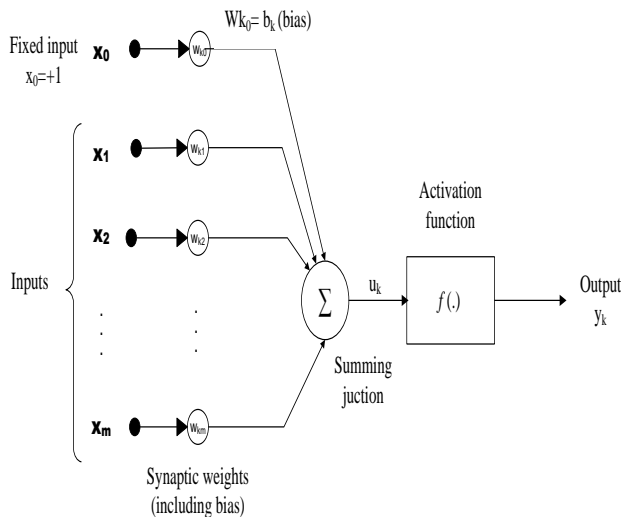 Wk₀= bₖ (bias)
Fixed input
x₀=+1
x₀
wₖ₀
x₁
wₖ₁
x₂
wₖ₂
Inputs
.
.
.
.
.
.
xₘ
wₖₘ
Σ
uₖ
Activation
function
f(.)
Output
yₖ
Summing
juction
Synaptic weights
(including bias)